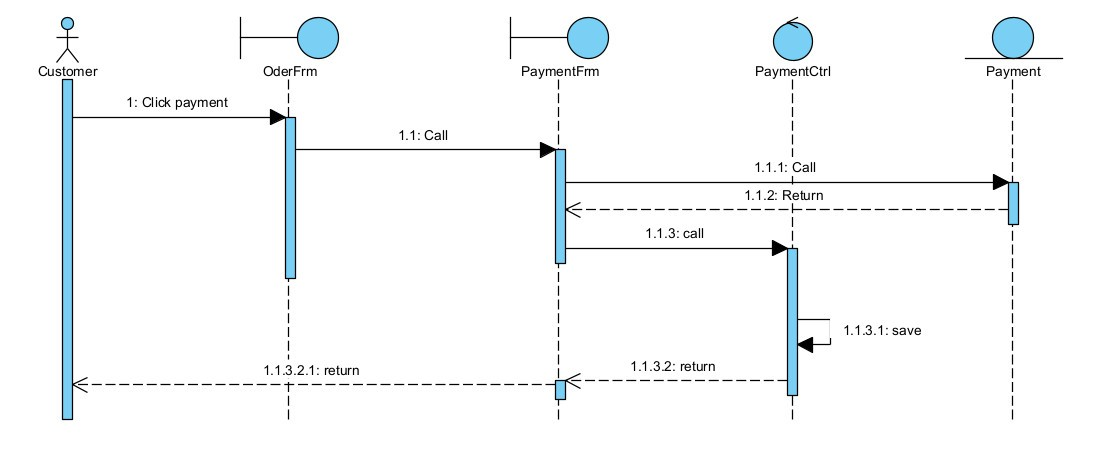 Customer
OderFrm
PaymentFrm
PaymentCtrl
Payment
1: Click payment
1.1: Call
1.1.1: Call
1.1.2: Return
1.1.3: call
1.1.3.1: save
1.1.3.2: return
1.1.3.2.1: return